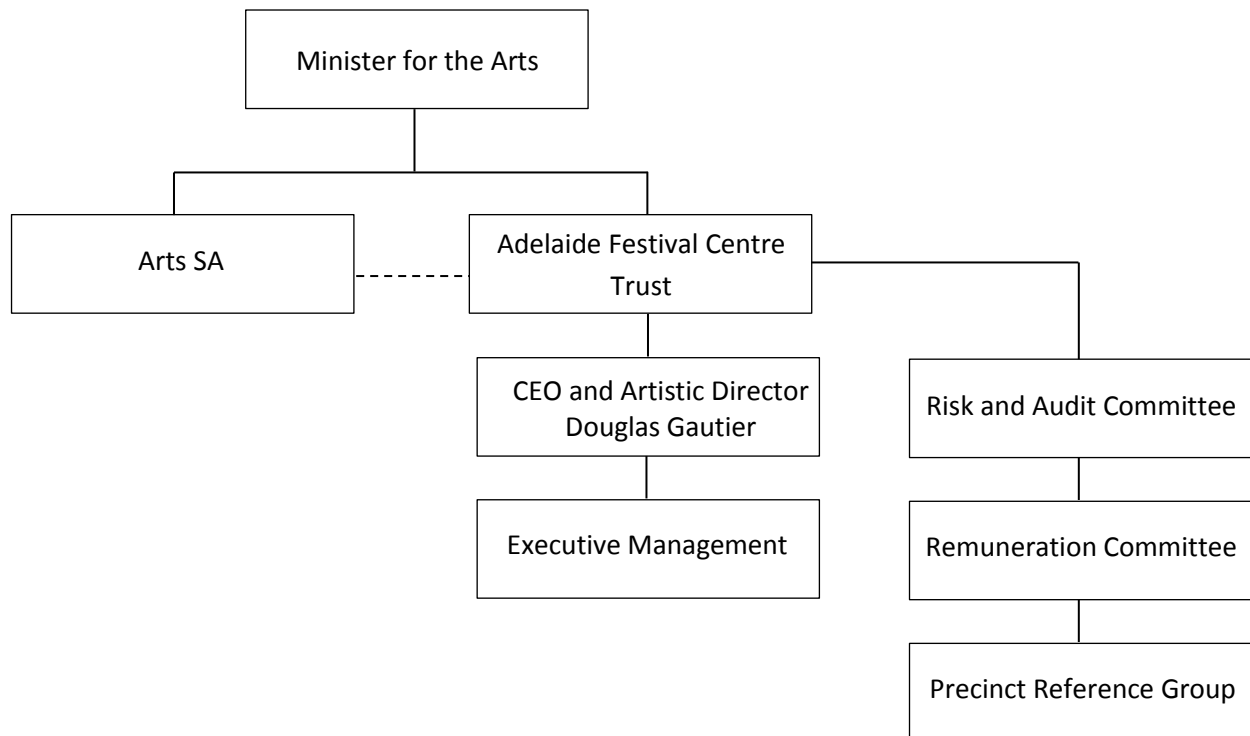 Minister for the Arts
Arts SA
Adelaide Festival Centre
Trust
CEO and Artistic Director
Douglas Gautier
Risk and Audit Committee
Executive Management
Remuneration Committee
Precinct Reference Group